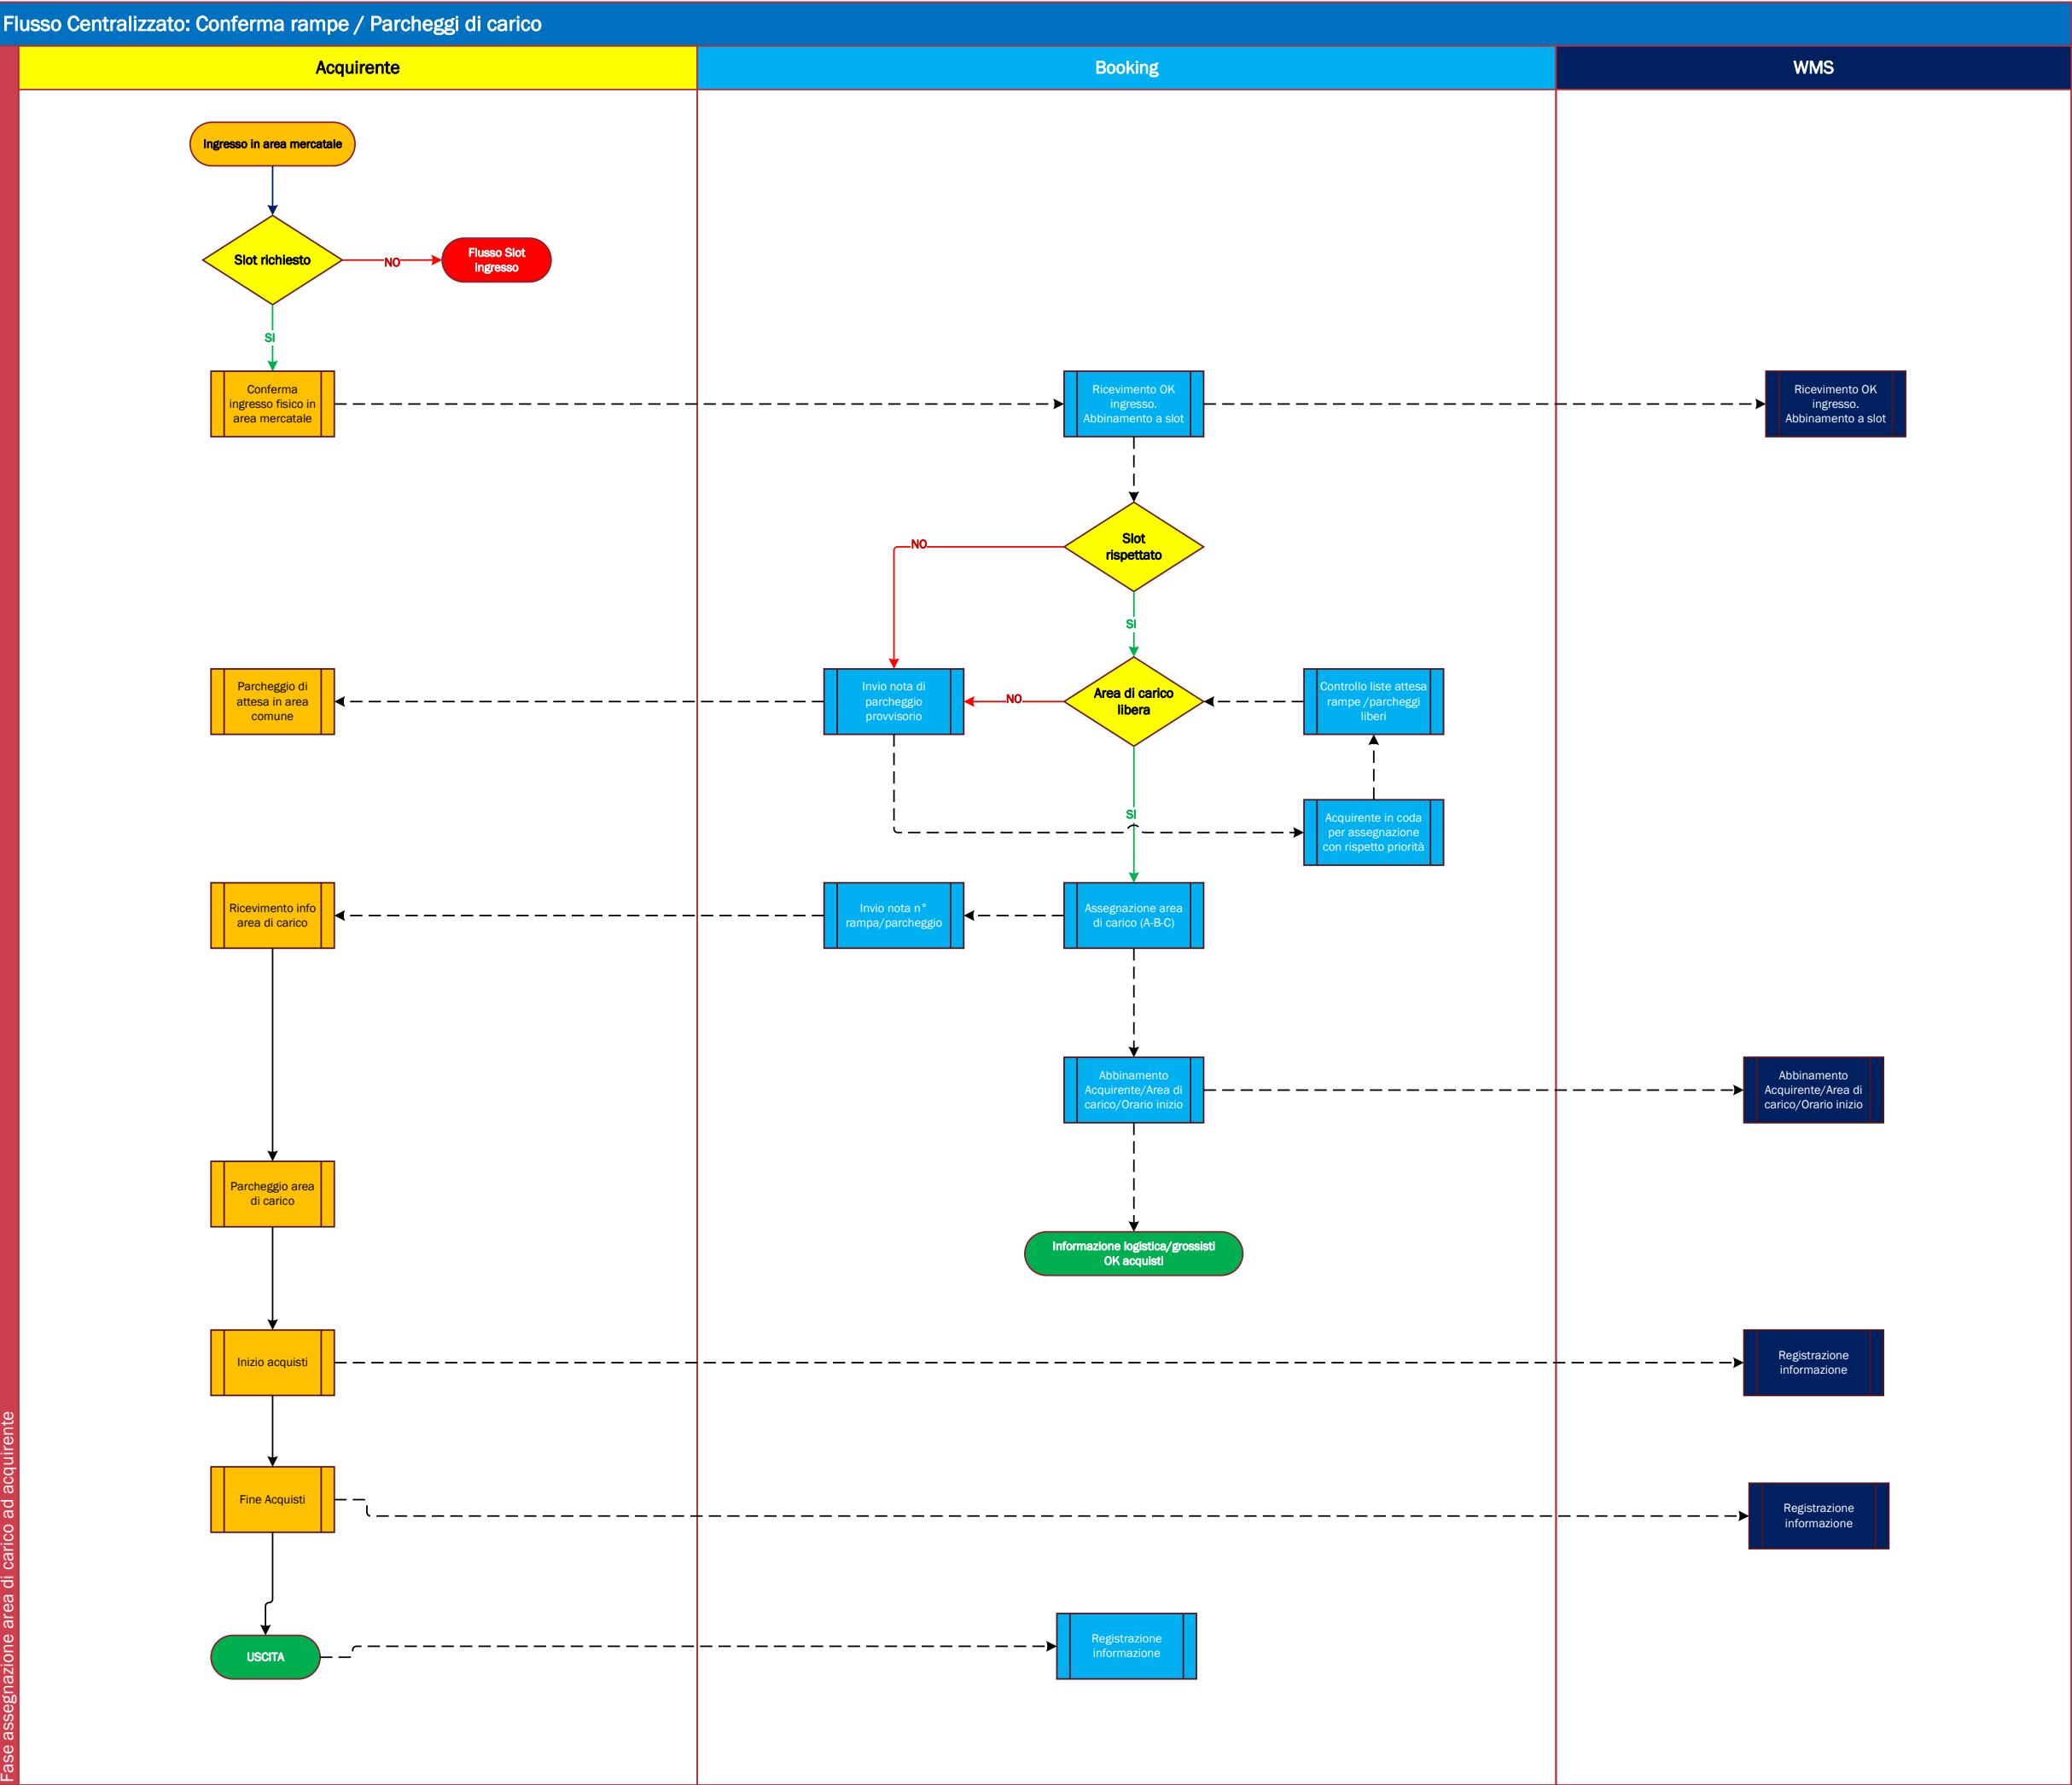 Flusso Centralizzato: Conferma rampe / Parcheggi di carico
Acquirente
Booking
WMS
Ingresso in area mercatale
Slot richiesto
NO
Flusso Slot
ingresso
SI
Conferma
ingresso fisico in
area mercatale
Ricevimento OK
ingresso.
Abbinamento a slot
Ricevimento OK
ingresso.
Abbinamento a slot
Slot
rispettato
NO
SI
Parcheggio di
attesa in area
comune
Invio nota di
parcheggio
provvisorio
NO
Area di carico
libera
Controllo liste attesa
rampe /parcheggi
liberi
SI
Acquirente in coda
per assegnazione
con rispetto priorità
Ricevimento info
area di carico
Invio nota n°
rampa/parcheggio
Assegnazione area
di carico (A-B-C)
Abbinamento
Acquirente/Area di
carico/Orario inizio
Abbinamento
Acquirente/Area di
carico/Orario inizio
Parcheggio area
di carico
Informazione logistica/grossisti
OK acquisti
Inizio acquisti
Registrazione
informazione
Fine Acquisti
Registrazione
informazione
USCITA
Registrazione
informazione
Fase assegnazione area di carico ad acquirente